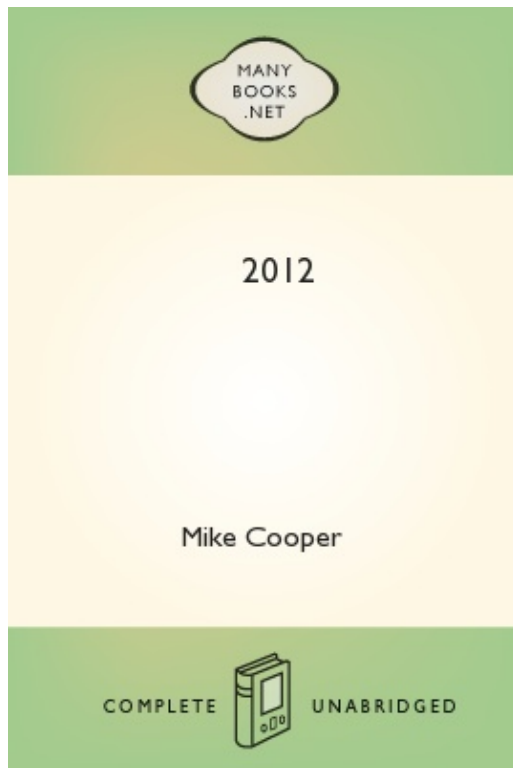 MANY
BOOKS
.NET
2012
Mike Cooper
COMPLETE UNABRIDGED